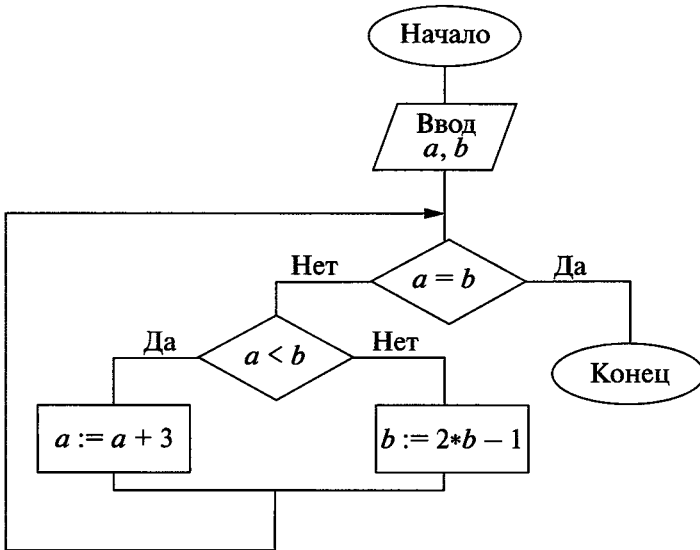 Начало
Ввод
a, b
a = b
Нет
Да
a < b
Да
Нет
Конец
a := a + 3
b := 2*b − 1